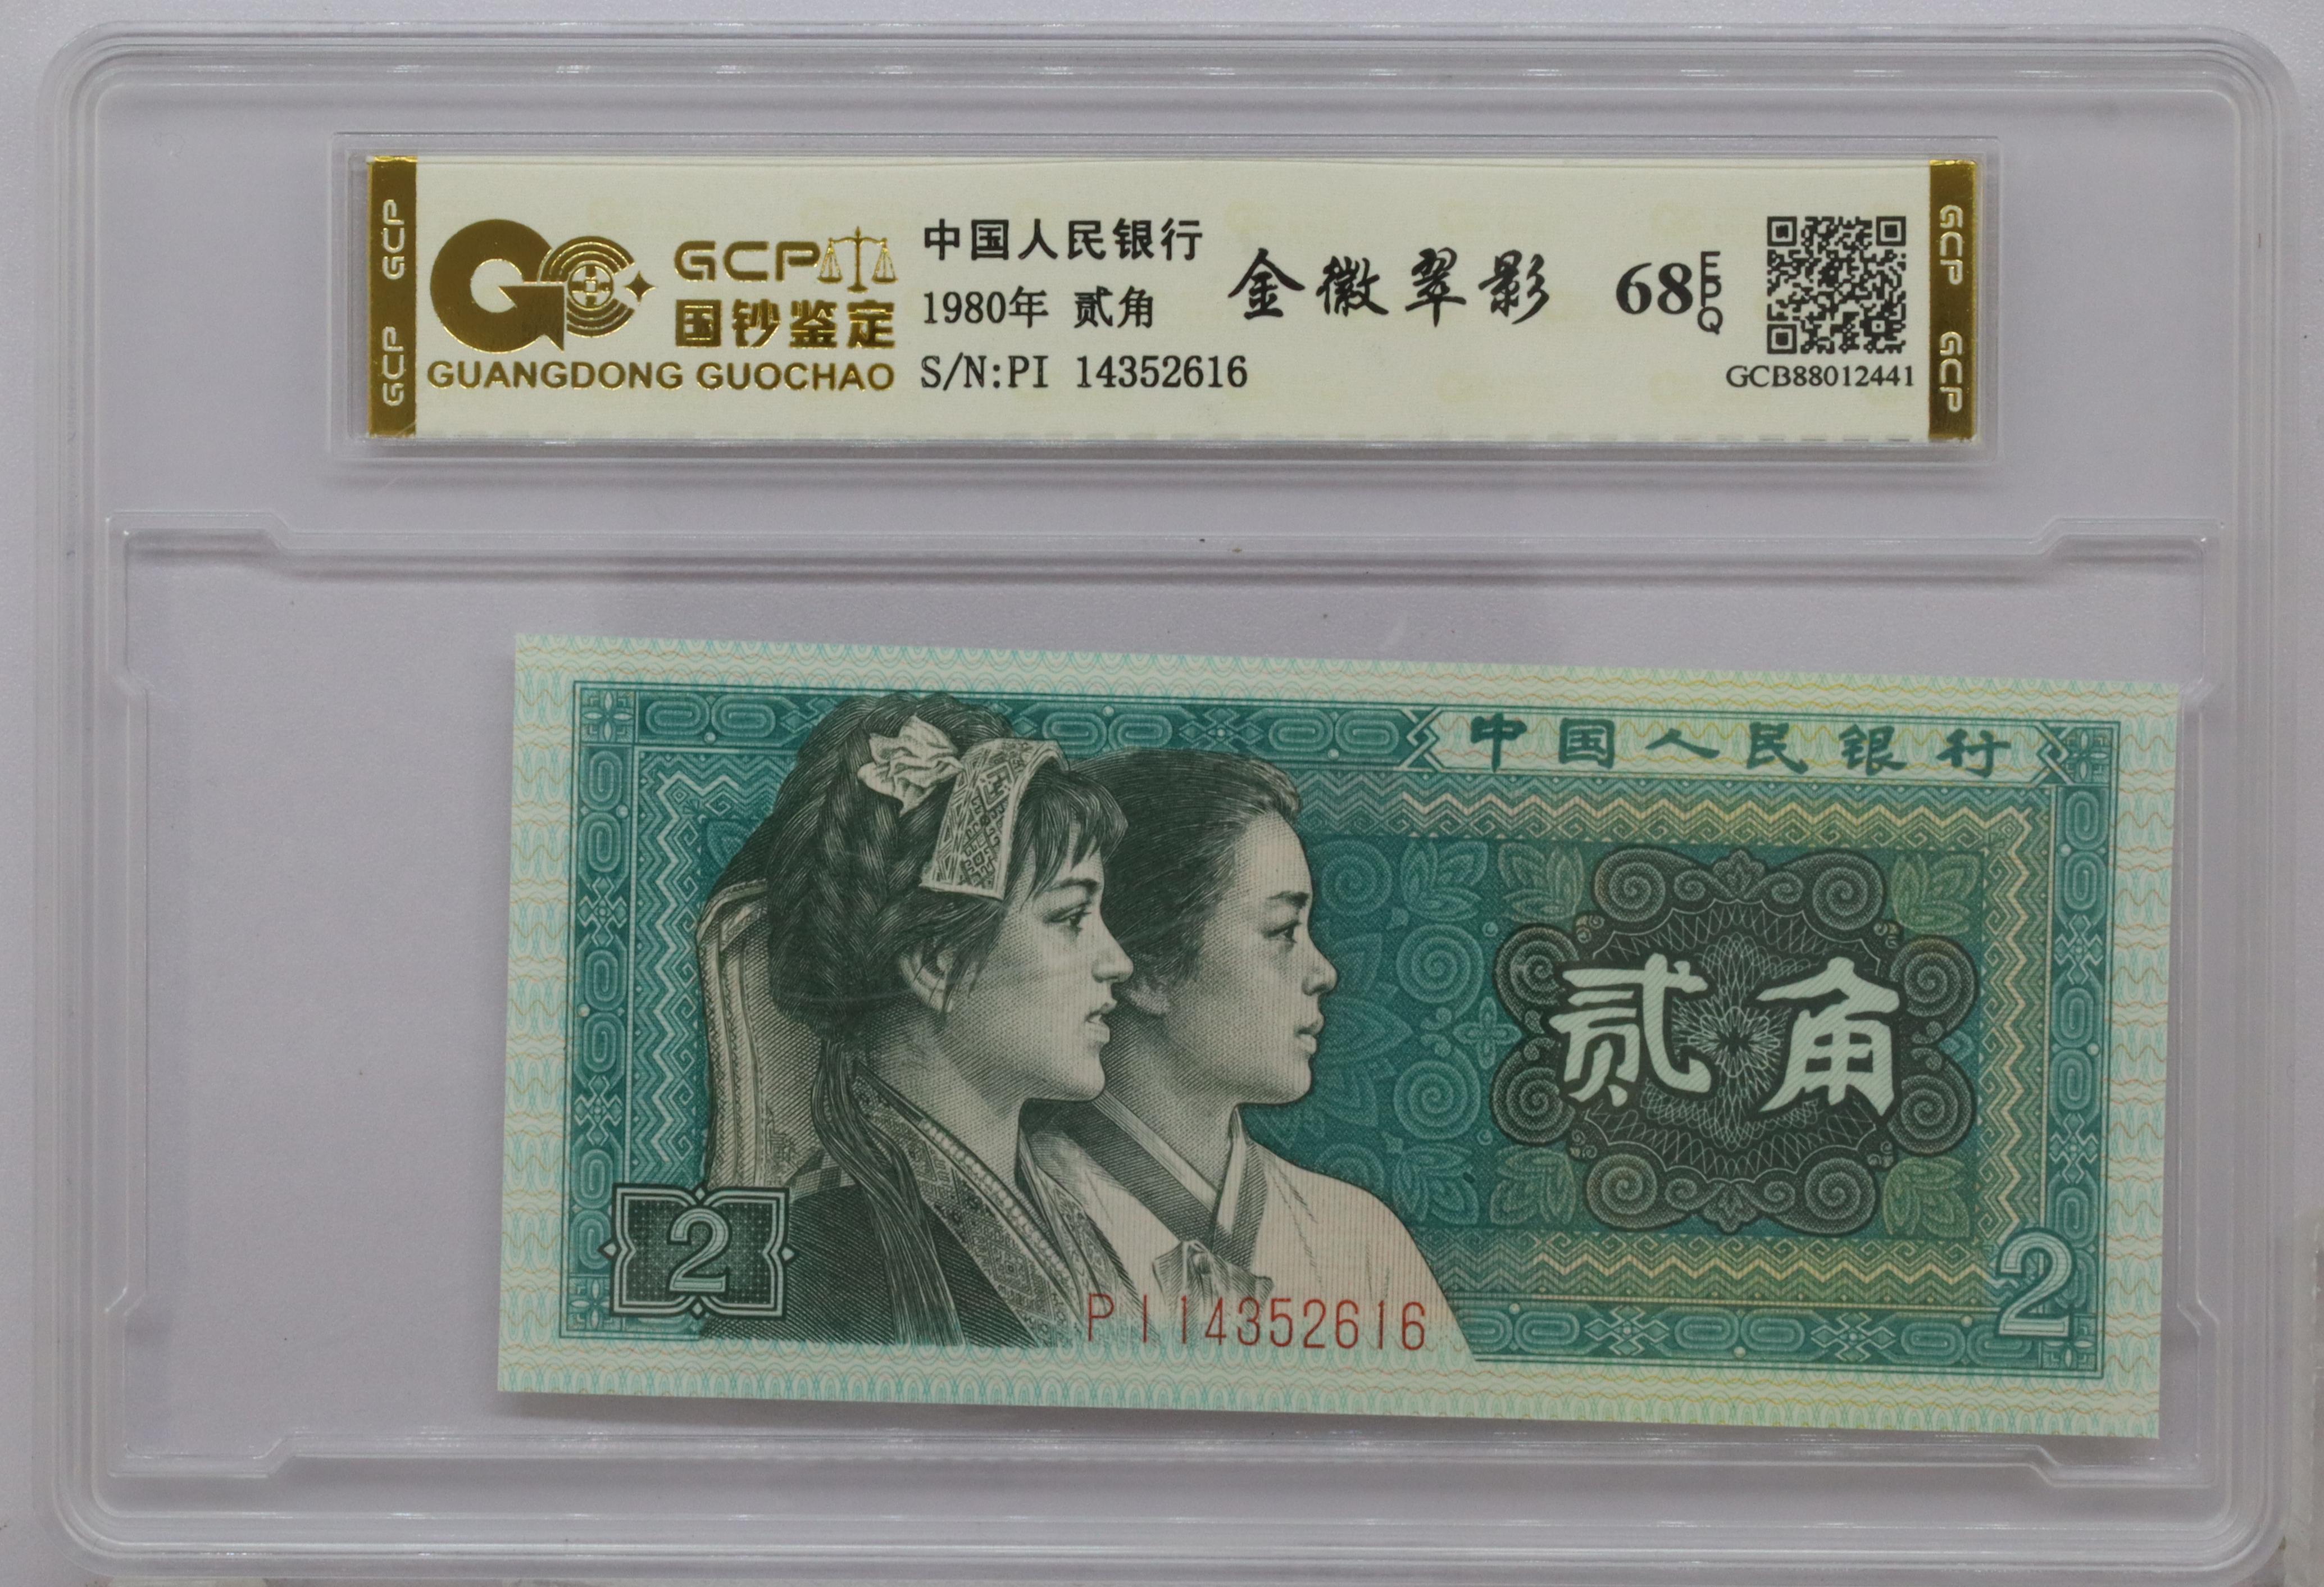 GCP GCP
GCP
国钞鉴定
GUANGDONG GUOCHAO
中国人民银行
1980年 贰角
S/N:PI 14352616
金徽翠影
68 EPQ
GCB88012441
GCP GCP
中国人民银行
贰角
2
2
PI14352616